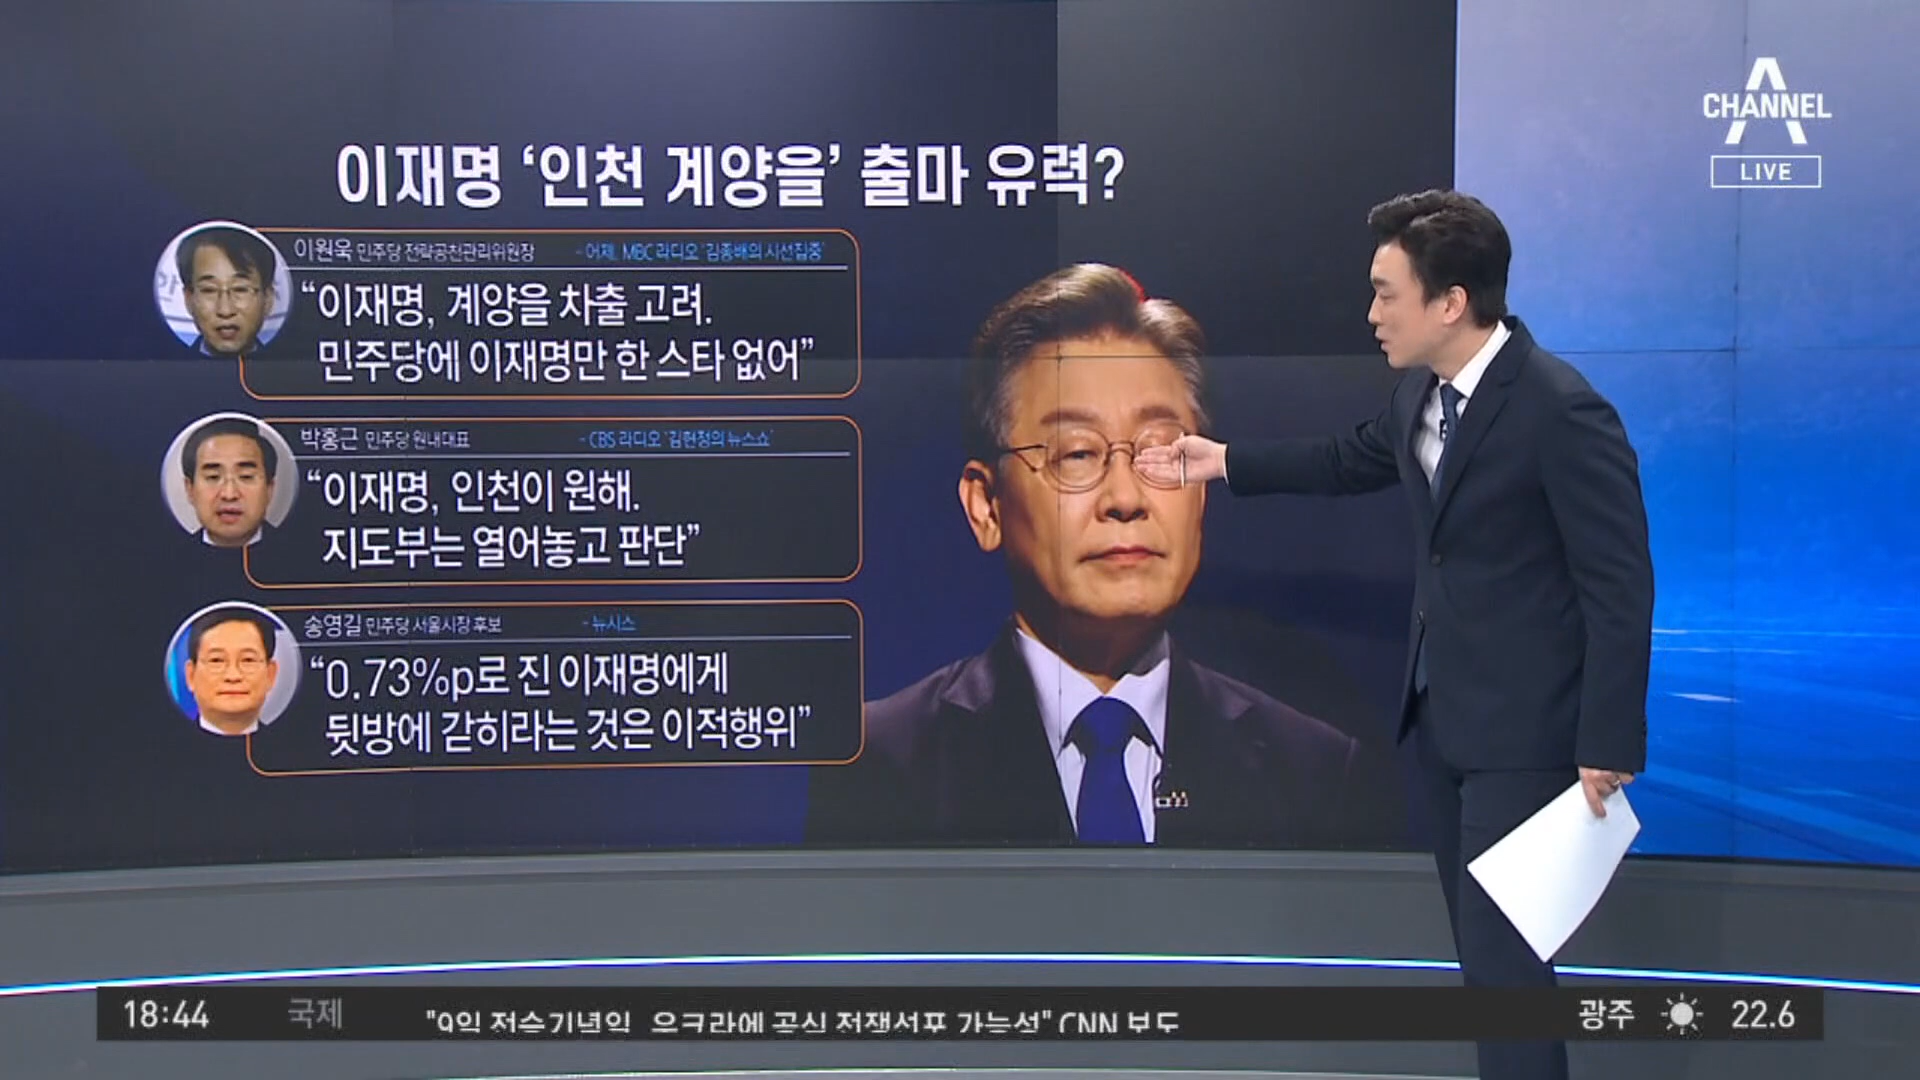 CHANNEL A
LIVE
이재명 ‘인천 계양을’ 출마 유력?
이원욱 민주당 전략공천관리위원장 - 어제, MBC 라디오 ‘김종배의 시선집중’
“이재명, 계양을 차출 고려.
민주당에 이재명만 한 스타 없어”
박홍근 민주당 원내대표 - CBS 라디오 ‘김현정의 뉴스쇼’
“이재명, 인천이 원해.
지도부는 열어놓고 판단”
송영길 민주당 서울시장 후보 - 뉴시스
“0.73%p로 진 이재명에게
뒷방에 갇히라는 것은 이적행위”
18:44 국제 "9일 전승기념일, 우크라에 공식 전쟁선포 가능성" CNN 보도 광주 22.6